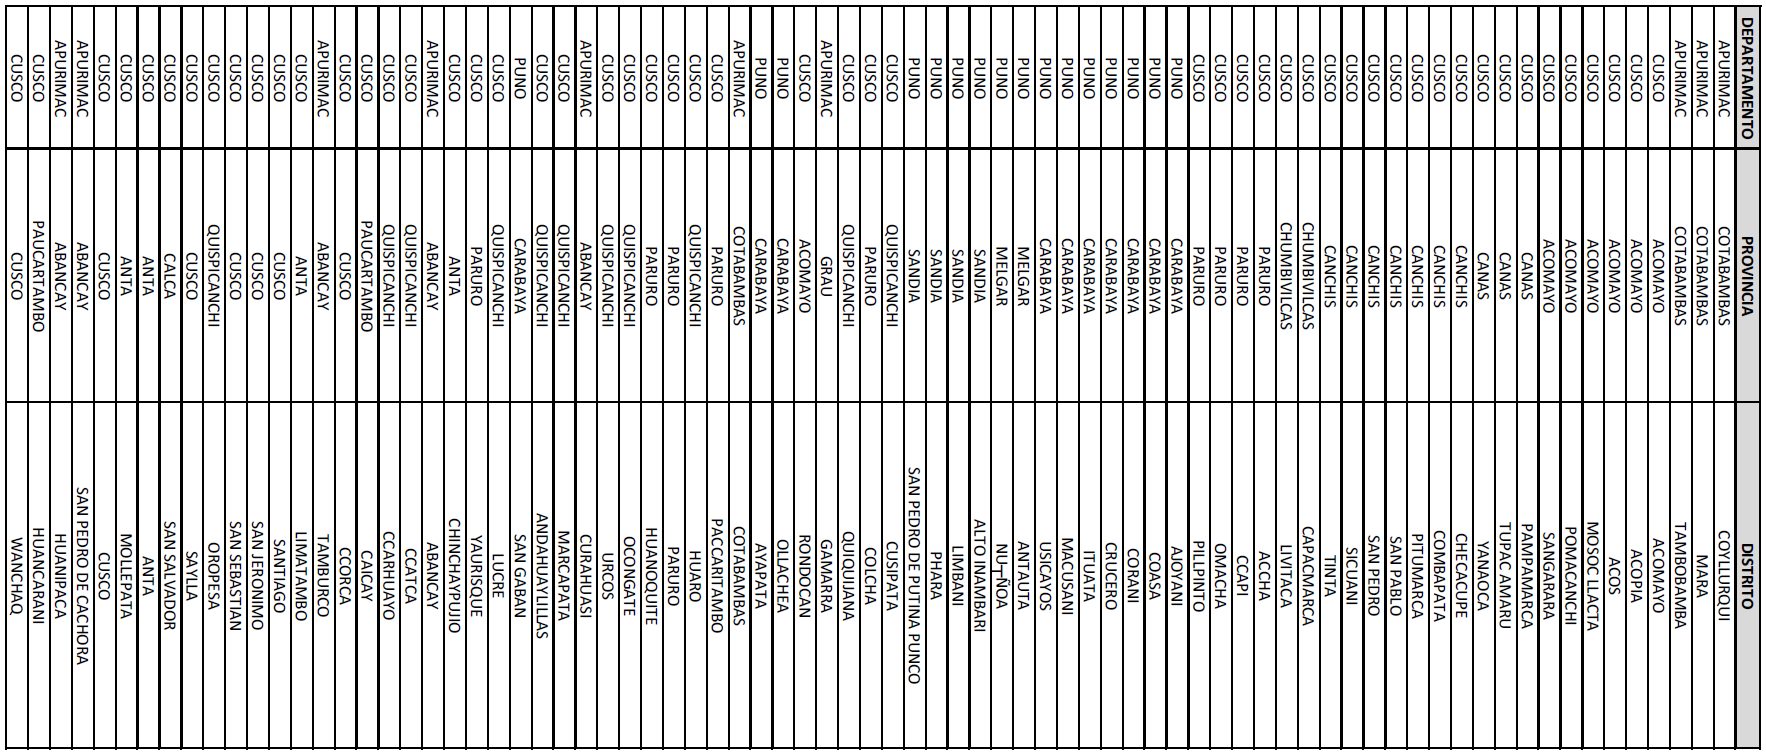 DEPARTAMENTO PROVINCIA DISTRITO
APURIMAC COTABAMBAS COYLLURQUI
APURIMAC COTABAMBAS MARA
APURIMAC COTABAMBAS TAMBOBAMBA
CUSCO ACOMAYO ACOMAYO
CUSCO ACOMAYO ACOPIA
CUSCO ACOMAYO ACOS
CUSCO ACOMAYO MOSOC LLACTA
CUSCO ACOMAYO POMACANCHI
CUSCO ACOMAYO SANGARARA
CUSCO CANAS PAMPAMARCA
CUSCO CANAS TUPAC AMARU
CUSCO CANAS YANAOCA
CUSCO CANCHIS CHECACUPE
CUSCO CANCHIS COMBAPATA
CUSCO CANCHIS PITUMARCA
CUSCO CANCHIS SAN PABLO
CUSCO CANCHIS SAN PEDRO
CUSCO CANCHIS SICUANI
CUSCO CANCHIS TINTA
CUSCO CHUMBIVILCAS CAPACMARCA
CUSCO CHUMBIVILCAS LIVITACA
CUSCO PARURO ACCHA
CUSCO PARURO CCAPI
CUSCO PARURO OMACHA
CUSCO PARURO PILLPINTO
PUNO CARABAYA AJOYANI
PUNO CARABAYA COASA
PUNO CARABAYA CORANI
PUNO CARABAYA CRUCERO
PUNO CARABAYA ITUATA
PUNO CARABAYA MACUSANI
PUNO CARABAYA USICAYOS
PUNO MELGAR ANTAUTA
PUNO MELGAR NU—ÑOA
PUNO SANDIA ALTO INAMBARI
PUNO SANDIA LIMBANI
PUNO SANDIA PHARA
PUNO SANDIA SAN PEDRO DE PUTINA PUNCO
CUSCO QUISPICANCHI CUSIPATA
CUSCO PARURO COLCHA
CUSCO QUISPICANCHI QUIQUIJANA
APURIMAC GRAU GAMARRA
CUSCO ACOMAYO RONDOCAN
PUNO CARABAYA OLLACHEA
PUNO CARABAYA AYAPATA
APURIMAC COTABAMBAS COTABAMBAS
CUSCO PARURO PACCARITAMBO
CUSCO QUISPICANCHI HUARO
CUSCO PARURO PARURO
CUSCO PARURO HUANOQUITE
CUSCO QUISPICANCHI OCONGATE
CUSCO QUISPICANCHI URCOS
APURIMAC ABANCAY CURAHUASI
CUSCO QUISPICANCHI MARCAPATA
CUSCO QUISPICANCHI ANDAHUAYLILLAS
PUNO CARABAYA SAN GABAN
CUSCO QUISPICANCHI LUCRE
CUSCO PARURO YAURISQUE
CUSCO ANTA CHINCHAYPUJIO
APURIMAC ABANCAY ABANCAY
CUSCO QUISPICANCHI CCATCA
CUSCO QUISPICANCHI CCARHUAYO
CUSCO PAUCARTAMBO CAICAY
CUSCO CUSCO CCORCA
APURIMAC ABANCAY TAMBURCO
CUSCO ANTA LIMATAMBO
CUSCO CUSCO SANTIAGO
CUSCO CUSCO SAN JERONIMO
CUSCO CUSCO SAN SEBASTIAN
CUSCO QUISPICANCHI OROPESA
CUSCO CUSCO SAYLLA
CUSCO CALCA SAN SALVADOR
CUSCO ANTA ANTA
CUSCO ANTA MOLLEPATA
CUSCO CUSCO CUSCO
APURIMAC ABANCAY SAN PEDRO DE CACHORA
APURIMAC ABANCAY HUANIPACA
CUSCO PAUCARTAMBO HUANCARANI
CUSCO CUSCO WANCHAQ